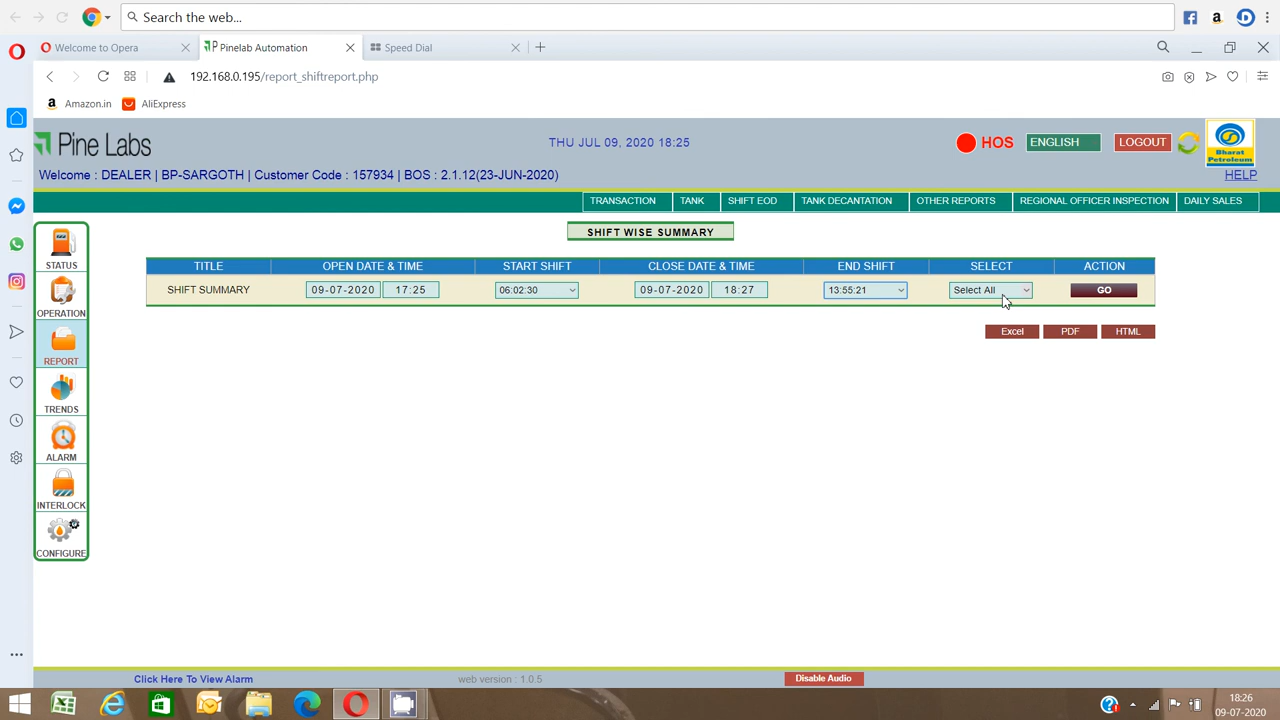 Search the web...
Welcome to Opera
Pinelab Automation
Speed Dial
192.168.0.195/report_shiftreport.php
Amazon.in
AliExpress
Pine Labs
THU JUL 09, 2020 18:25
HOS
ENGLISH
LOGOUT
Bharat Petroleum
Welcome : DEALER | BP-SARGOTH | Customer Code : 157934 | BOS : 2.1.12(23-JUN-2020)
HELP
TRANSACTION TANK SHIFT EOD TANK DECANTATION OTHER REPORTS REGIONAL OFFICER INSPECTION DAILY SALES
SHIFT WISE SUMMARY
TITLE OPEN DATE & TIME START SHIFT CLOSE DATE & TIME END SHIFT SELECT ACTION
SHIFT SUMMARY 09-07-2020 17:25 06:02:30 09-07-2020 18:27 13:55:21 Select All GO
Excel PDF HTML
STATUS
OPERATION
REPORT
TRENDS
ALARM
INTERLOCK
CONFIGURE
Click Here To View Alarm
web version : 1.0.5
Disable Audio
18:26
09-07-2020